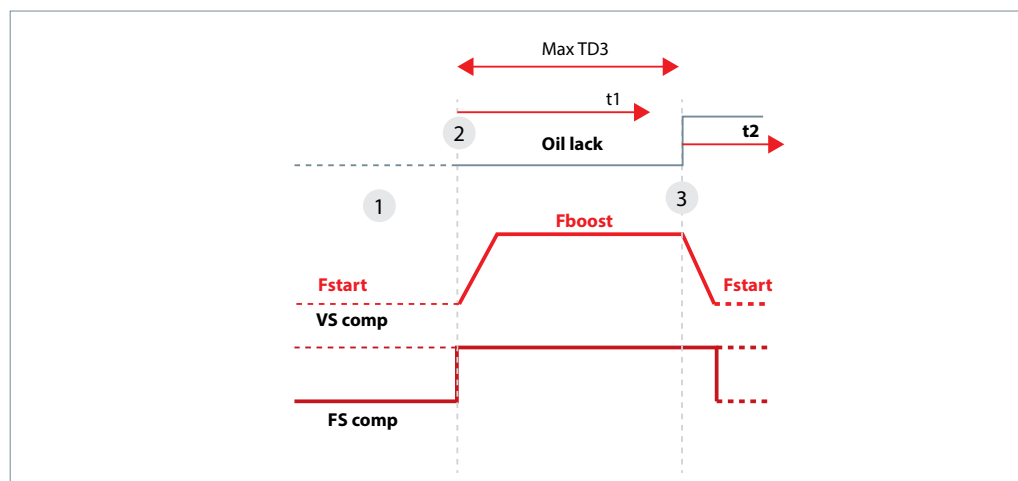 Max TD3
t1
2
Oil lack
t2
1
3
Fboost
Fstart
Fstart
VS comp
FS comp